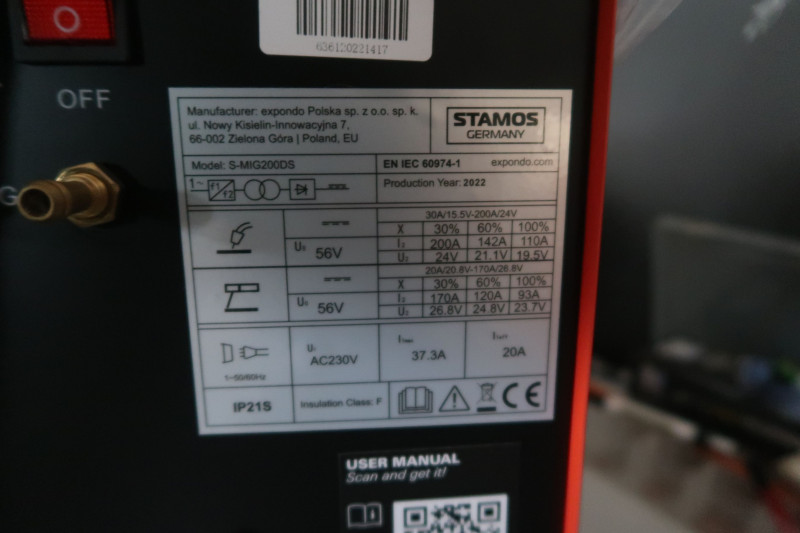 O
636120221417
OFF
G
Manufacturer: expondo Polska sp. z o.o. sp. k.
ul. Nowy Kisielin-Innowacyjna 7,
66-002 Zielona Góra | Poland, EU
STAMOS
GERMANY
Model: S-MIG200DS
EN IEC 60974-1
expondo.com
1~ f1 f2
Production Year: 2022
30A/15.5V-200A/24V
X 30% 60% 100%
I₂ 200A 142A 110A
U₂ 24V 21.1V 19.5V
U₀ 56V
20A/20.8V-170A/26.8V
X 30% 60% 100%
I₂ 170A 120A 93A
U₂ 26.8V 24.8V 23.7V
U₀ 56V
1~50/60Hz
U₁ AC230V
I₁max 37.3A
I₁eff 20A
IP21S
Insulation Class: F
CE
USER MANUAL
Scan and get it!